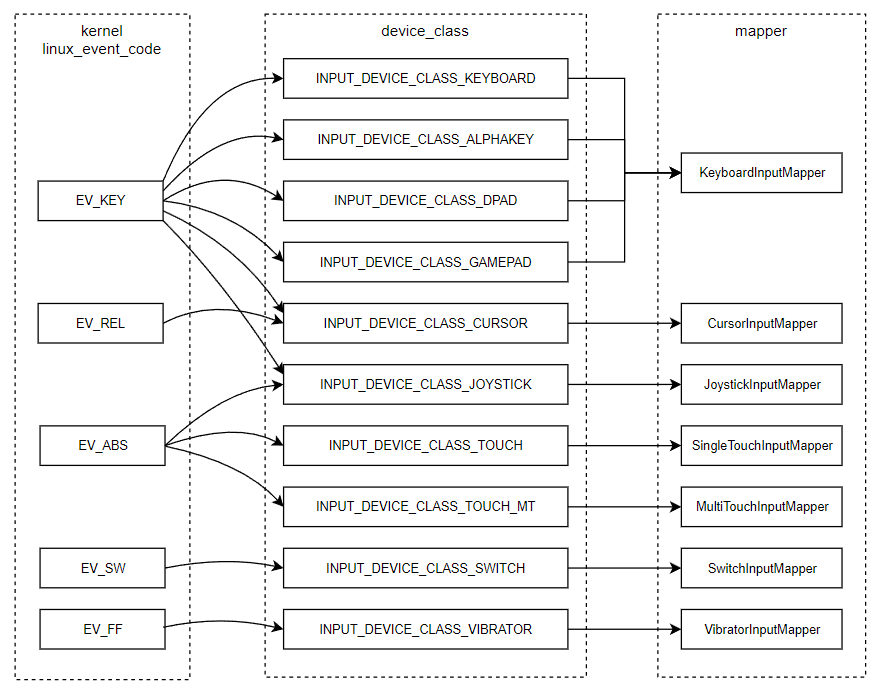 kernel
linux_event_code
device_class
mapper
INPUT_DEVICE_CLASS_KEYBOARD
INPUT_DEVICE_CLASS_ALPHAKEY
KeyboardInputMapper
EV_KEY
INPUT_DEVICE_CLASS_DPAD
INPUT_DEVICE_CLASS_GAMEPAD
EV_REL
INPUT_DEVICE_CLASS_CURSOR
CursorInputMapper
INPUT_DEVICE_CLASS_JOYSTICK
JoystickInputMapper
EV_ABS
INPUT_DEVICE_CLASS_TOUCH
SingleTouchInputMapper
INPUT_DEVICE_CLASS_TOUCH_MT
MultiTouchInputMapper
EV_SW
INPUT_DEVICE_CLASS_SWITCH
SwitchInputMapper
EV_FF
INPUT_DEVICE_CLASS_VIBRATOR
VibratorInputMapper